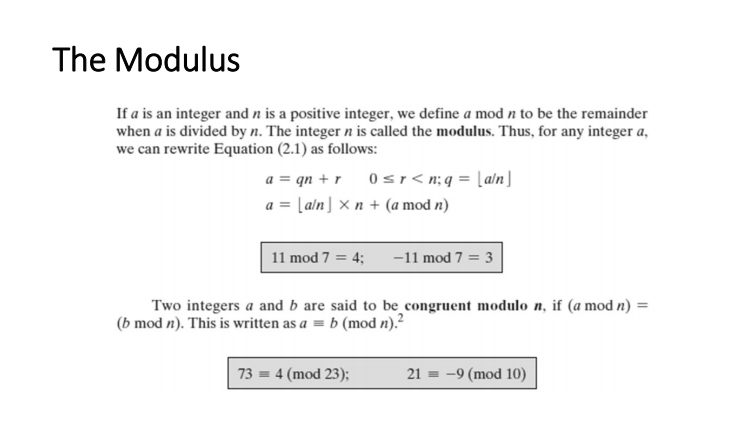 The Modulus
If a is an integer and n is a positive integer, we define a mod n to be the remainder
when a is divided by n. The integer n is called the modulus. Thus, for any integer a,
we can rewrite Equation (2.1) as follows:
a = qn + r 0 ≤ r < n; q = ⌊a/n⌋
a = ⌊a/n⌋ × n + (a mod n)
11 mod 7 = 4; −11 mod 7 = 3
Two integers a and b are said to be congruent modulo n, if (a mod n) =
(b mod n). This is written as a ≡ b (mod n).²
73 ≡ 4 (mod 23); 21 ≡ −9 (mod 10)